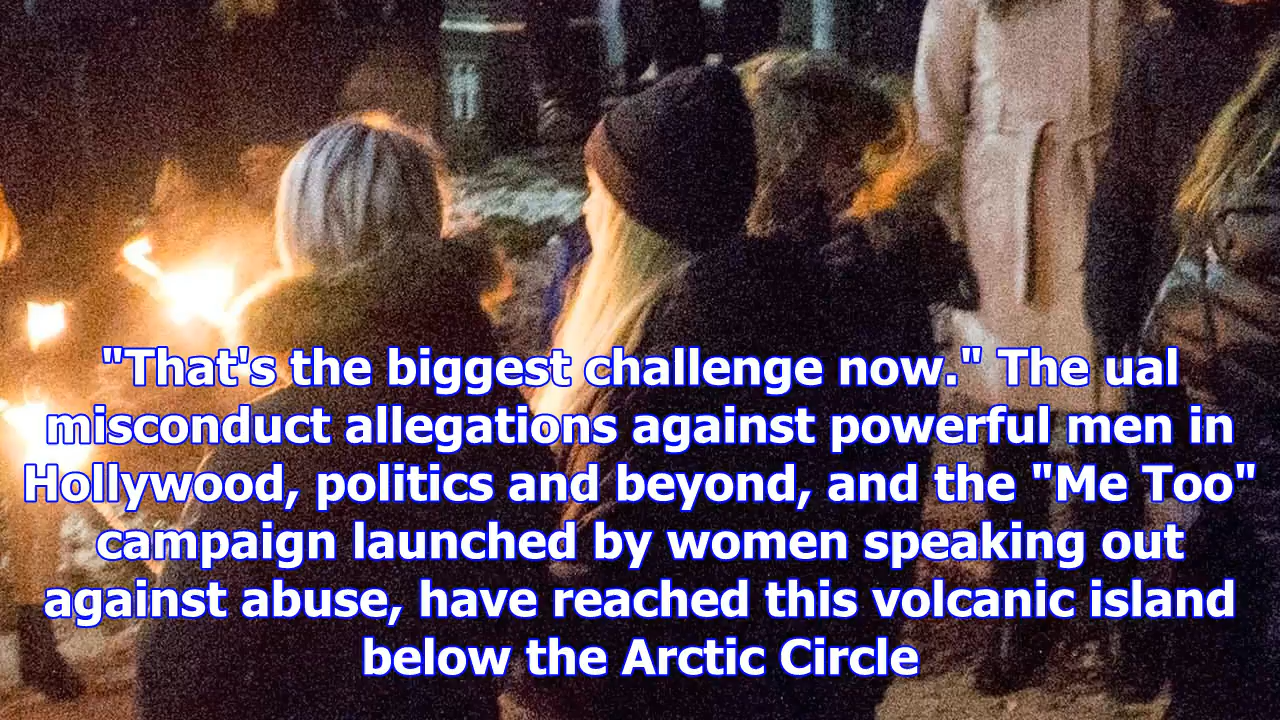 "That's the biggest challenge now." The ual
misconduct allegations against powerful men in
Hollywood, politics and beyond, and the "Me Too"
campaign launched by women speaking out
against abuse, have reached this volcanic island
below the Arctic Circle